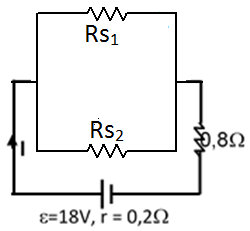 Rs₁
Rs₂
I
0,8Ω
ε=18V, r = 0,2Ω